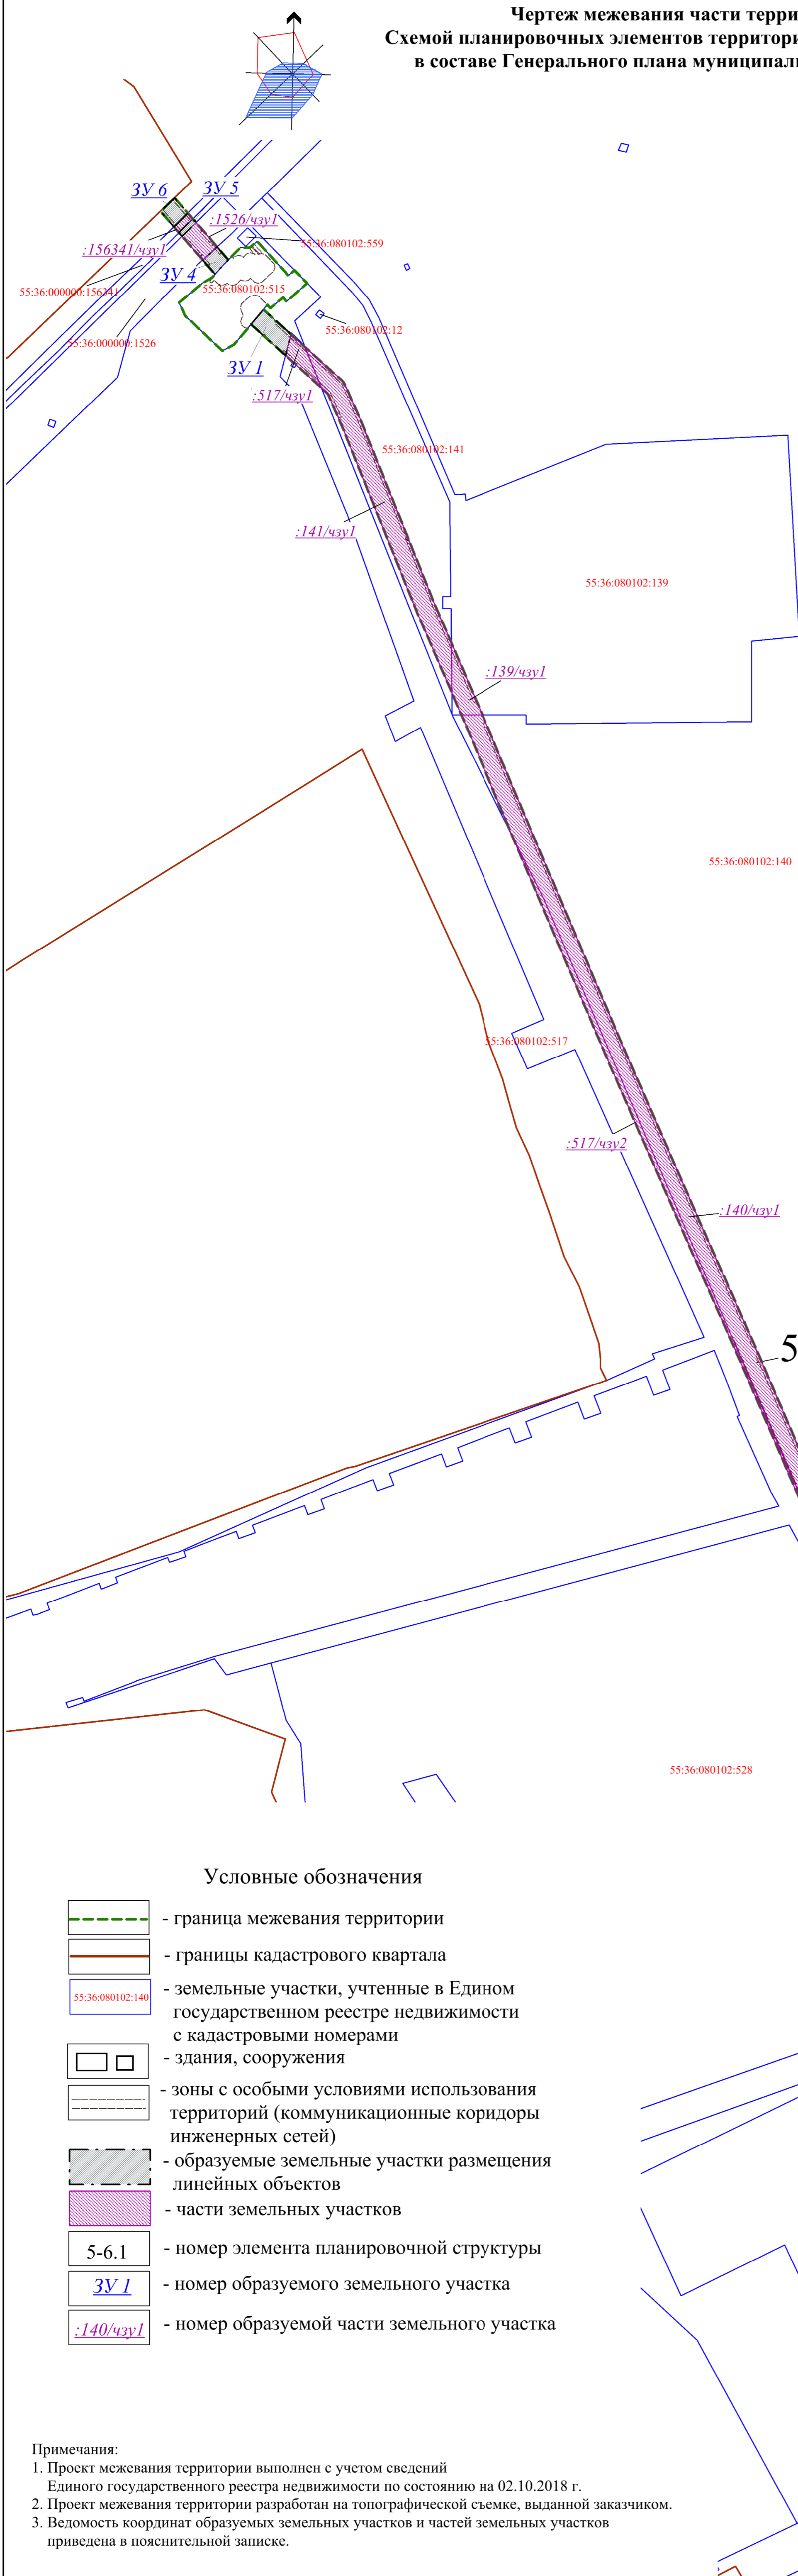 Чертеж межевания части терри
Схемой планировочных элементов территори
в составе Генерального плана муниципаль
ЗУ 6
ЗУ 5
:1526/чзу1
:156341/чзу1
55:36:080102:559
ЗУ 4
55:36:000000:156341
55:36:080102:515
55:36:080102:12
55:36:000000:1526
ЗУ 1
:517/чзу1
55:36:080102:141
:141/чзу1
55:36:080102:139
:139/чзу1
55:36:080102:140
55:36:080102:517
:517/чзу2
:140/чзу1
5
55:36:080102:528
Условные обозначения
- граница межевания территории
- границы кадастрового квартала
55:36:080102:140
- земельные участки, учтенные в Едином
государственном реестре недвижимости
с кадастровыми номерами
- здания, сооружения
- зоны с особыми условиями использования
территорий (коммуникационные коридоры
инженерных сетей)
- образуемые земельные участки размещения
линейных объектов
- части земельных участков
5-6.1 - номер элемента планировочной структуры
ЗУ 1 - номер образуемого земельного участка
:140/чзу1 - номер образуемой части земельного участка
Примечания:
1. Проект межевания территории выполнен с учетом сведений
Единого государственного реестра недвижимости по состоянию на 02.10.2018 г.
2. Проект межевания территории разработан на топографической съемке, выданной заказчиком.
3. Ведомость координат образуемых земельных участков и частей земельных участков
приведена в пояснительной записке.